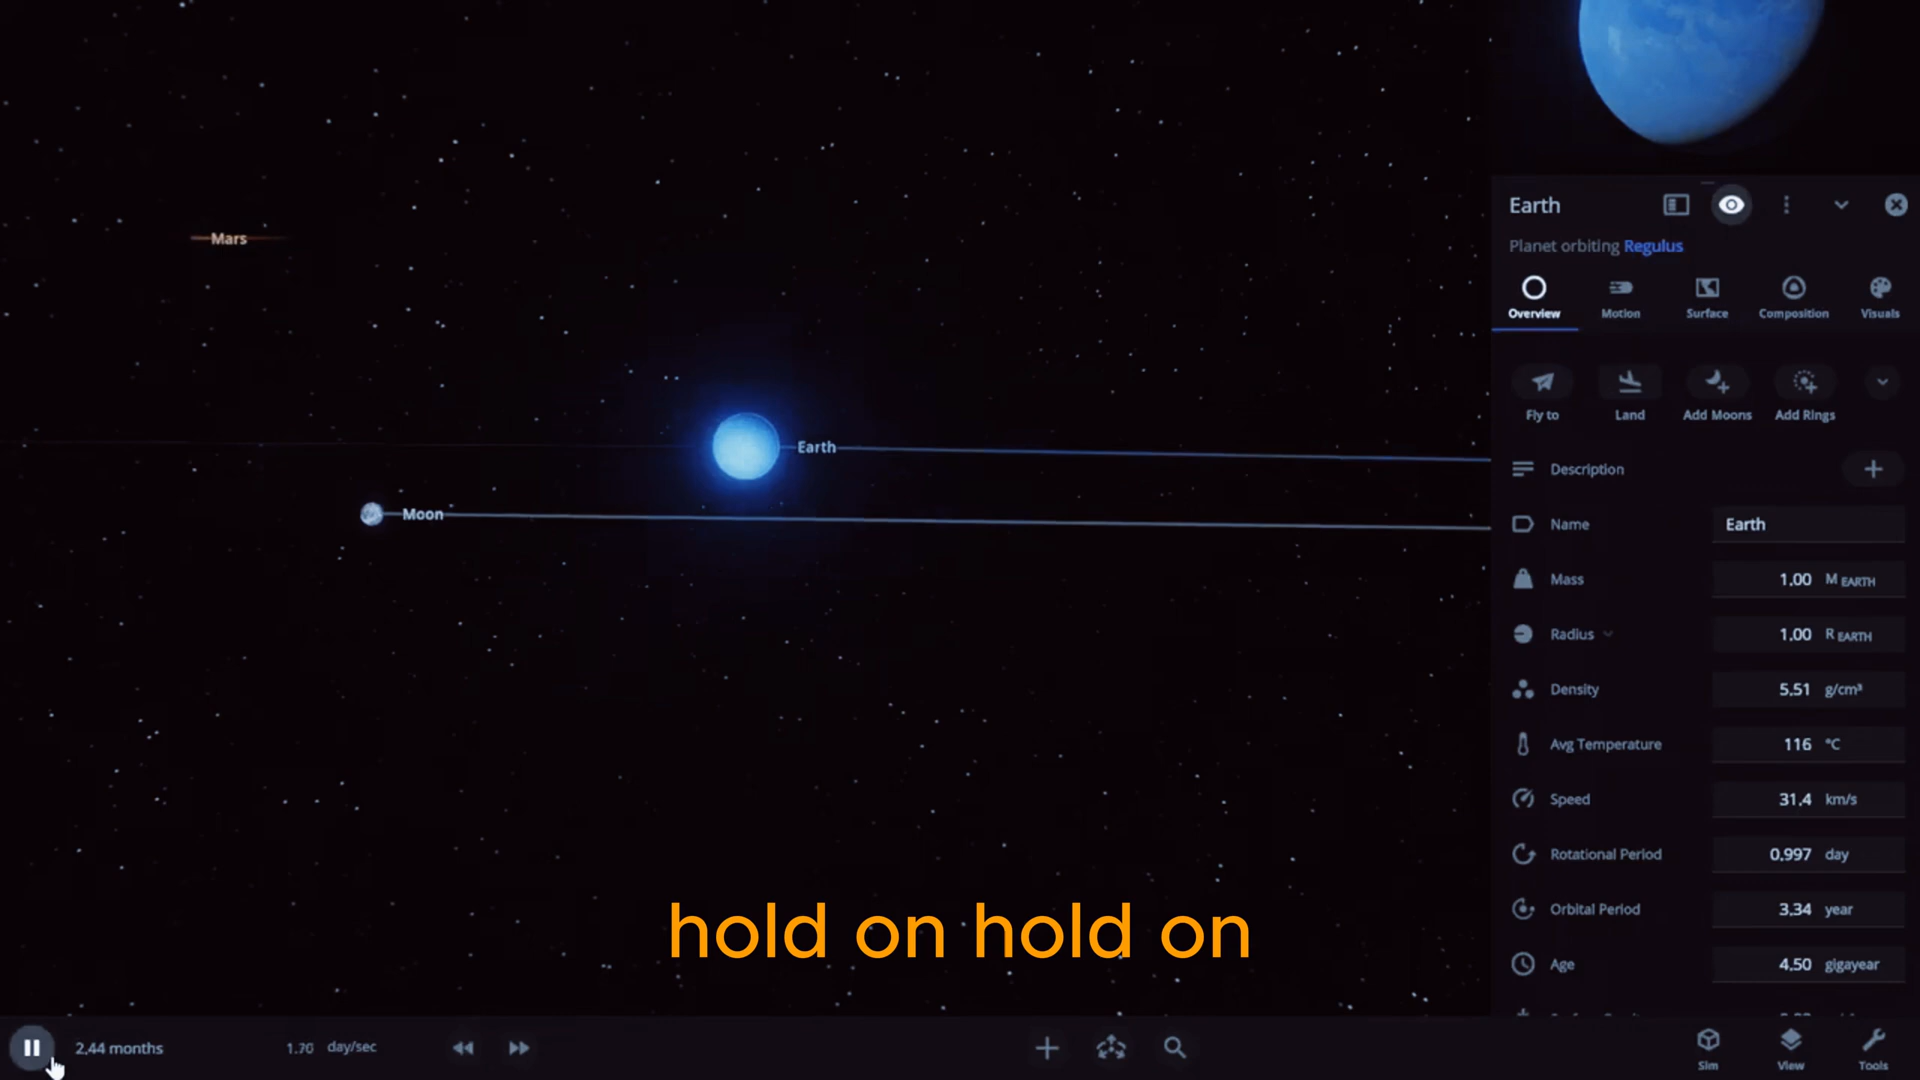 Mars
Earth
Moon
Earth
Planet orbiting Regulus
Overview Motion Surface Composition Visuals
Fly to Land Add Moons Add Rings
Description
Name Earth
Mass 1.00 M EARTH
Radius 1.00 R EARTH
Density 5.51 g/cm³
Avg Temperature 116 °C
Speed 31.4 km/s
Rotational Period 0.997 day
Orbital Period 3.34 year
Age 4.50 gigayear
hold on hold on
2.44 months 1.70 day/sec
Sim View Tools